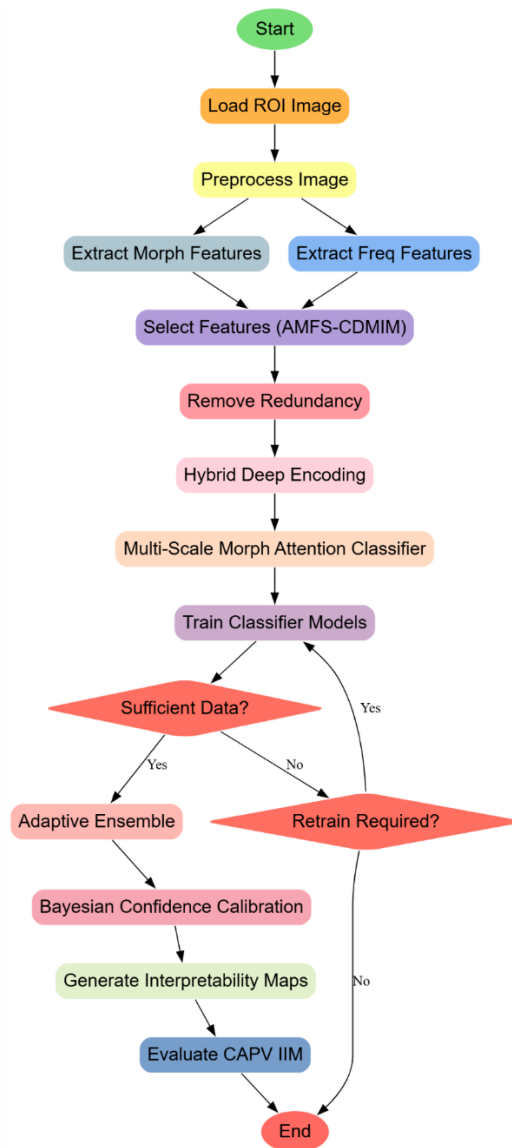 Start
Load ROI Image
Preprocess Image
Extract Morph Features
Extract Freq Features
Select Features (AMFS-CDMIM)
Remove Redundancy
Hybrid Deep Encoding
Multi-Scale Morph Attention Classifier
Train Classifier Models
Sufficient Data?
Yes
Yes
No
Adaptive Ensemble
Retrain Required?
Bayesian Confidence Calibration
Generate Interpretability Maps
No
Evaluate CAPV IIM
End